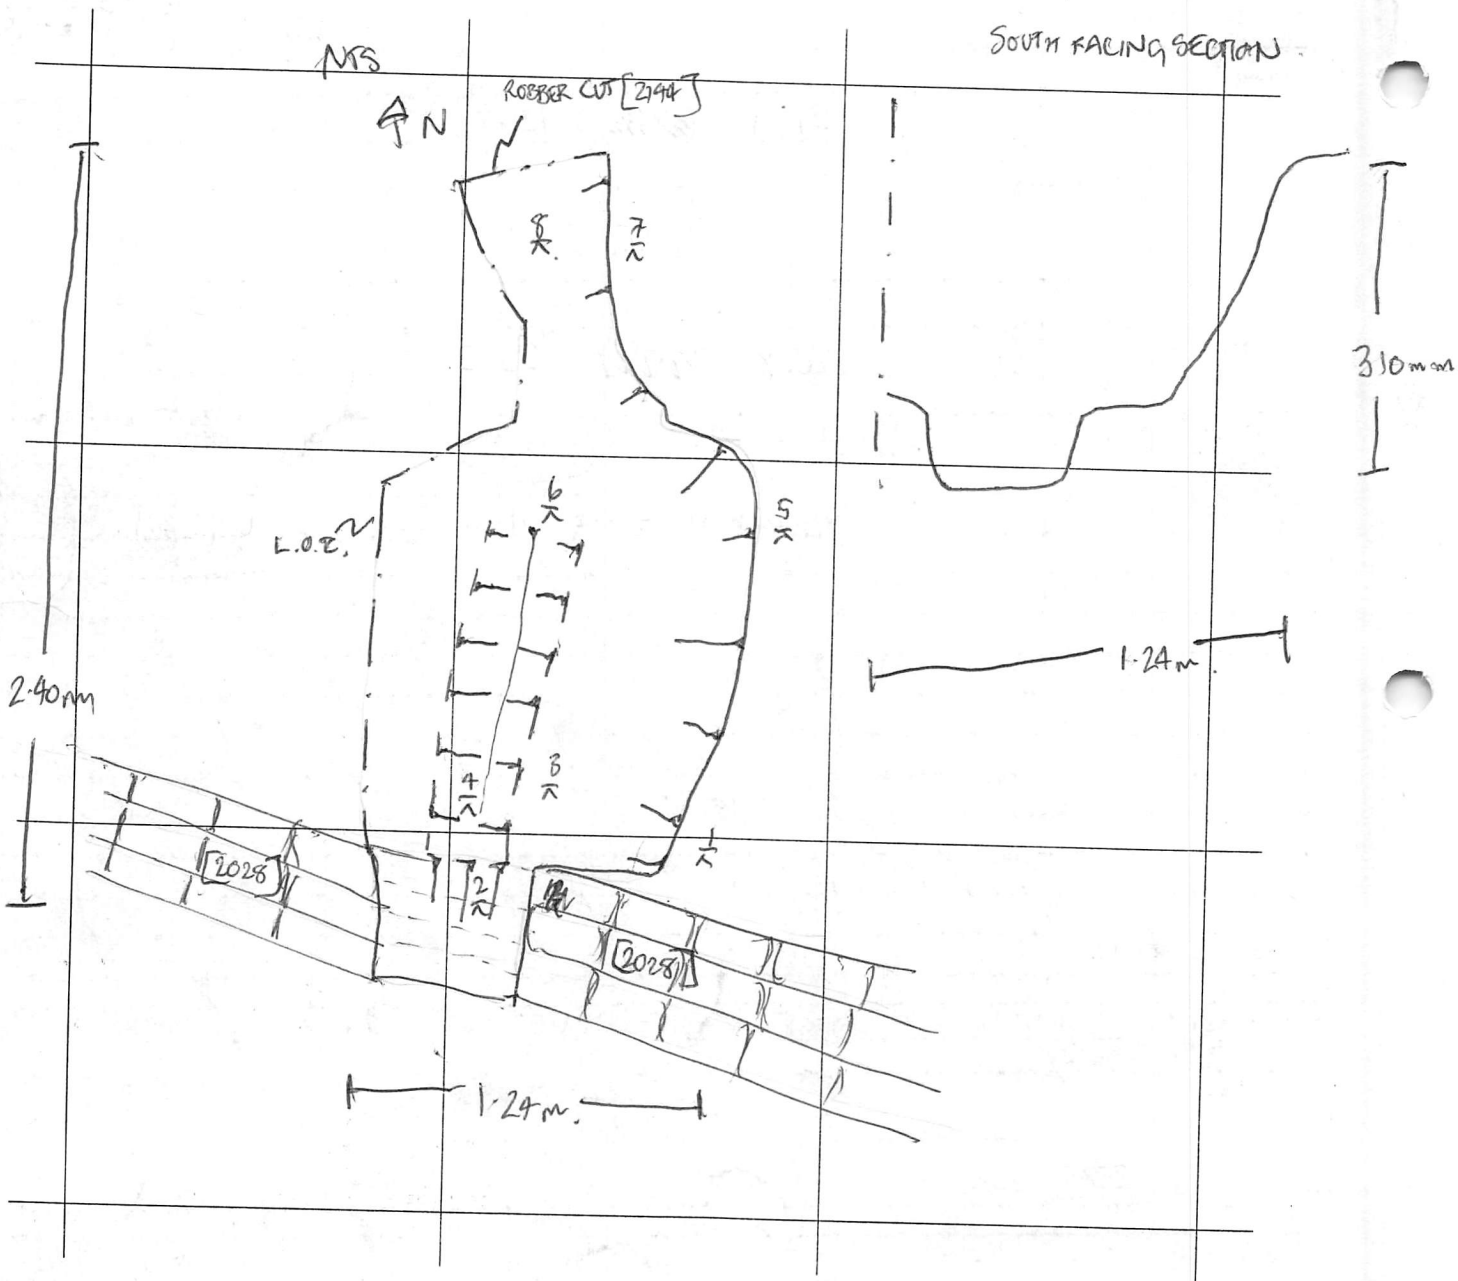 NTS
SOUTH FACING SECTION
ROBBER CUT [2794]
N
8
7
310mm
6
5
L.O.E.
1.24m.
2.40m
4
3
1
[2028]
2
[2028]
1.24m.